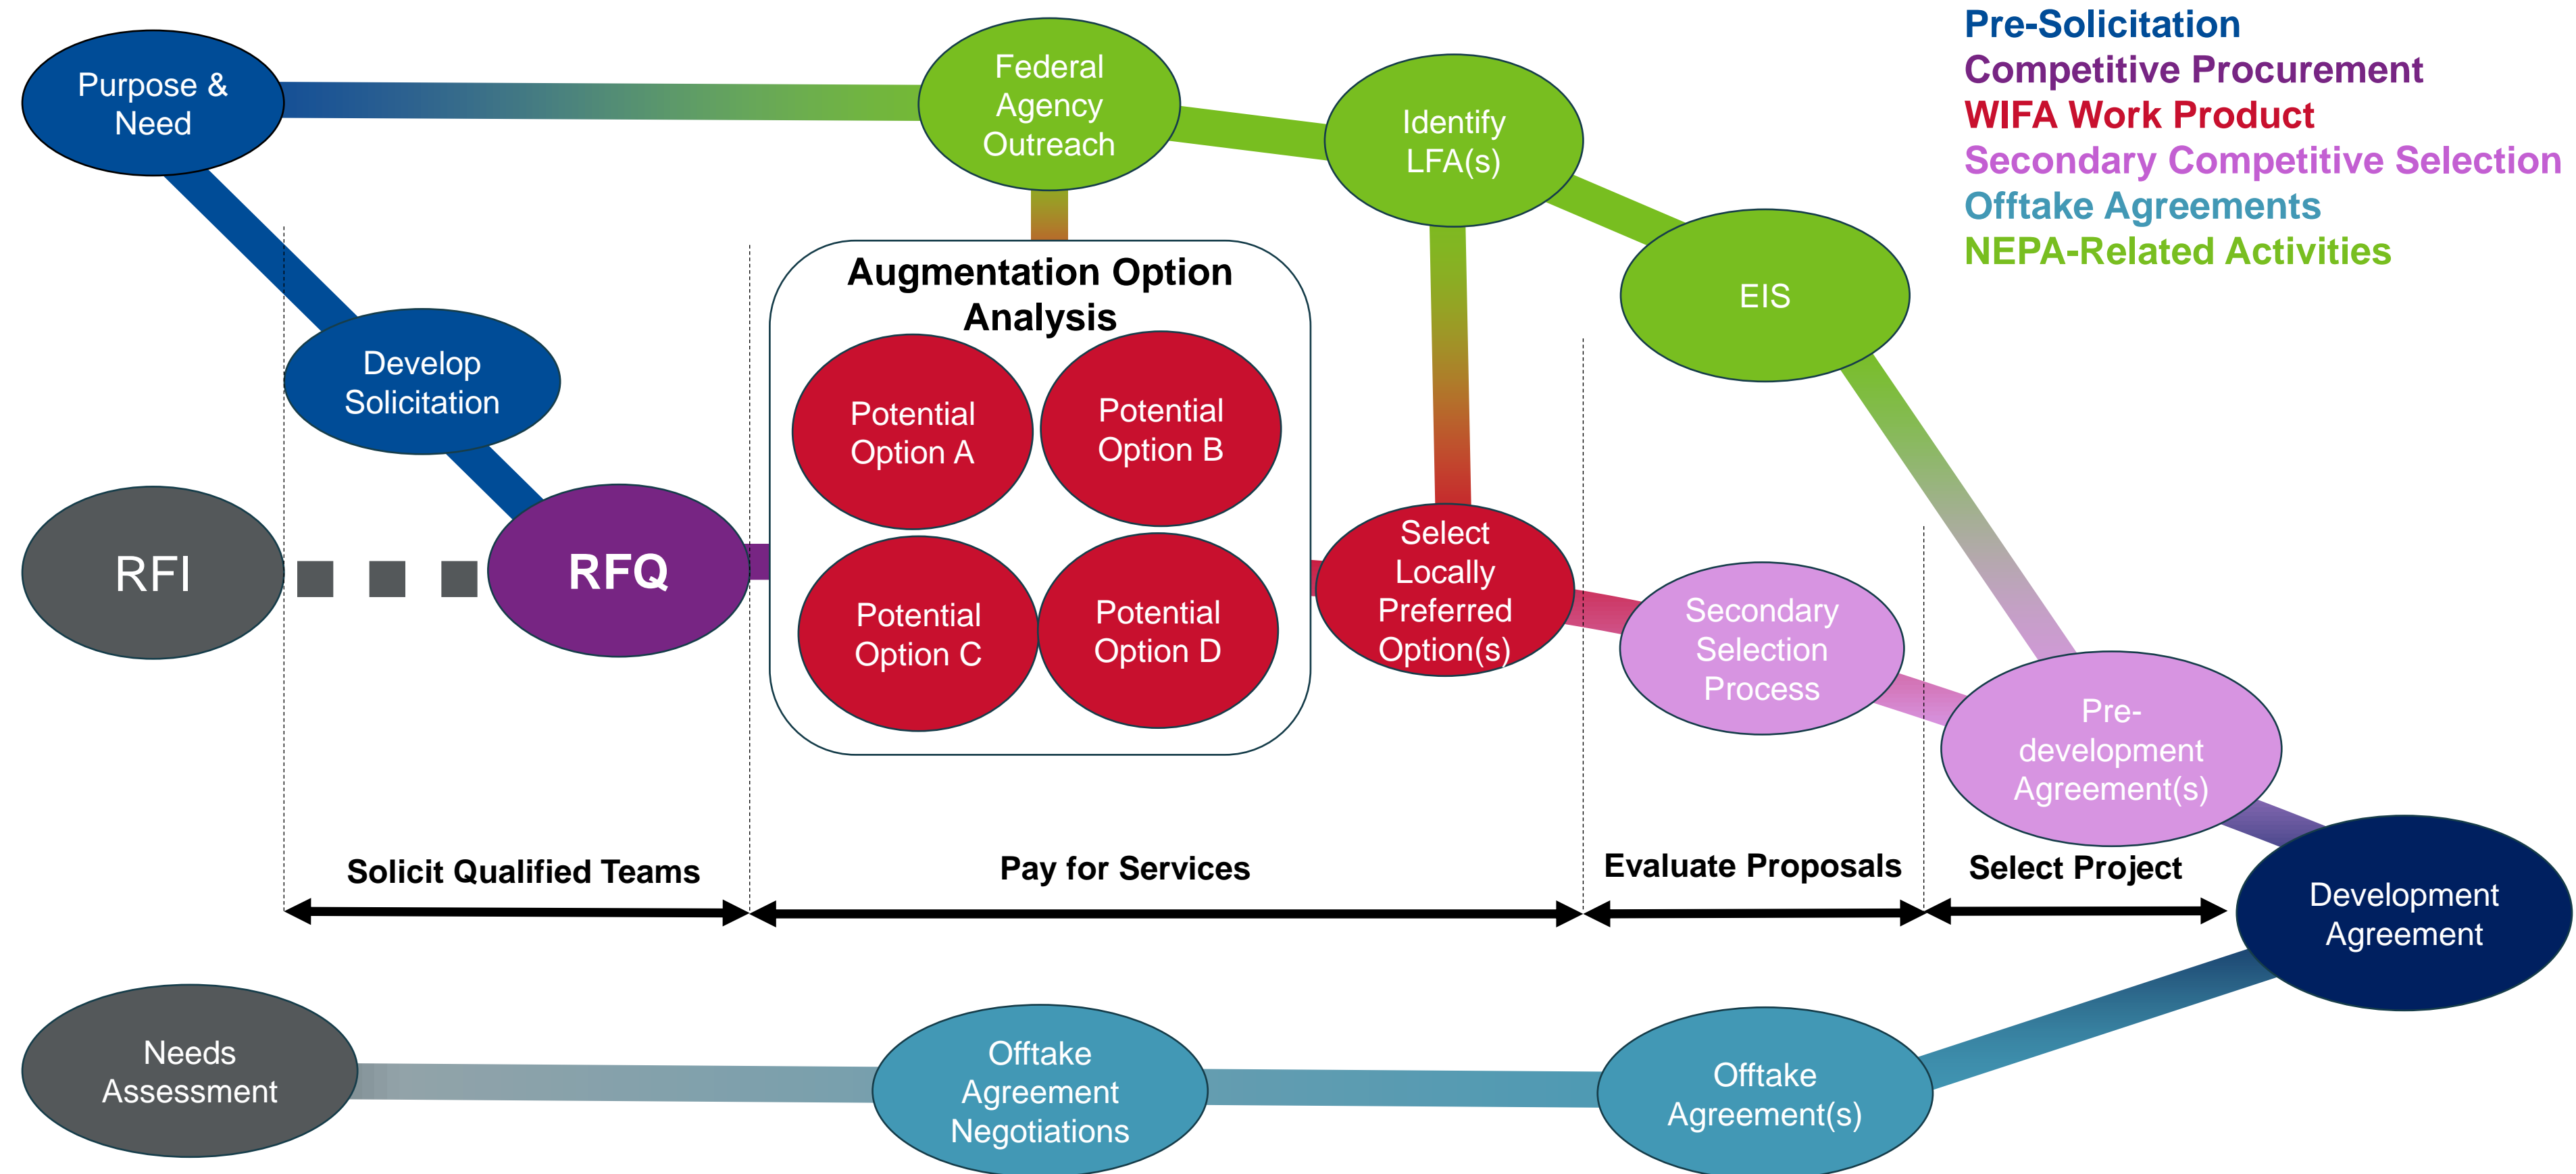 Pre-Solicitation
Competitive Procurement
WIFA Work Product
Secondary Competitive Selection
Offtake Agreements
NEPA-Related Activities
Purpose &
Need
Federal
Agency
Outreach
Identify
LFA(s)
EIS
Develop
Solicitation
RFI
RFQ
Augmentation Option
Analysis
Potential
Option A
Potential
Option B
Potential
Option C
Potential
Option D
Select
Locally
Preferred
Option(s)
Secondary
Selection
Process
Pre-
development
Agreement(s)
Solicit Qualified Teams
Pay for Services
Evaluate Proposals
Select Project
Development
Agreement
Needs
Assessment
Offtake
Agreement
Negotiations
Offtake
Agreement(s)